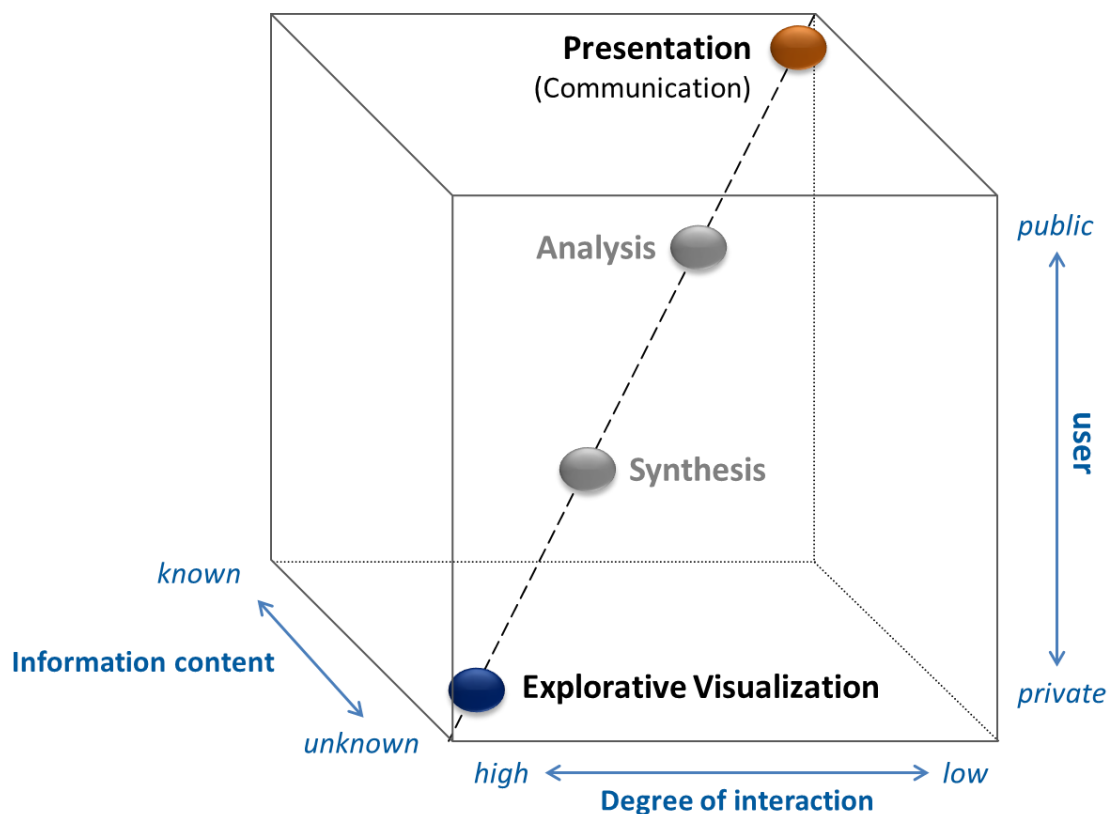 Presentation
(Communication)
public
Analysis
user
Synthesis
known
Information content
Explorative Visualization
private
unknown
high
low
Degree of interaction